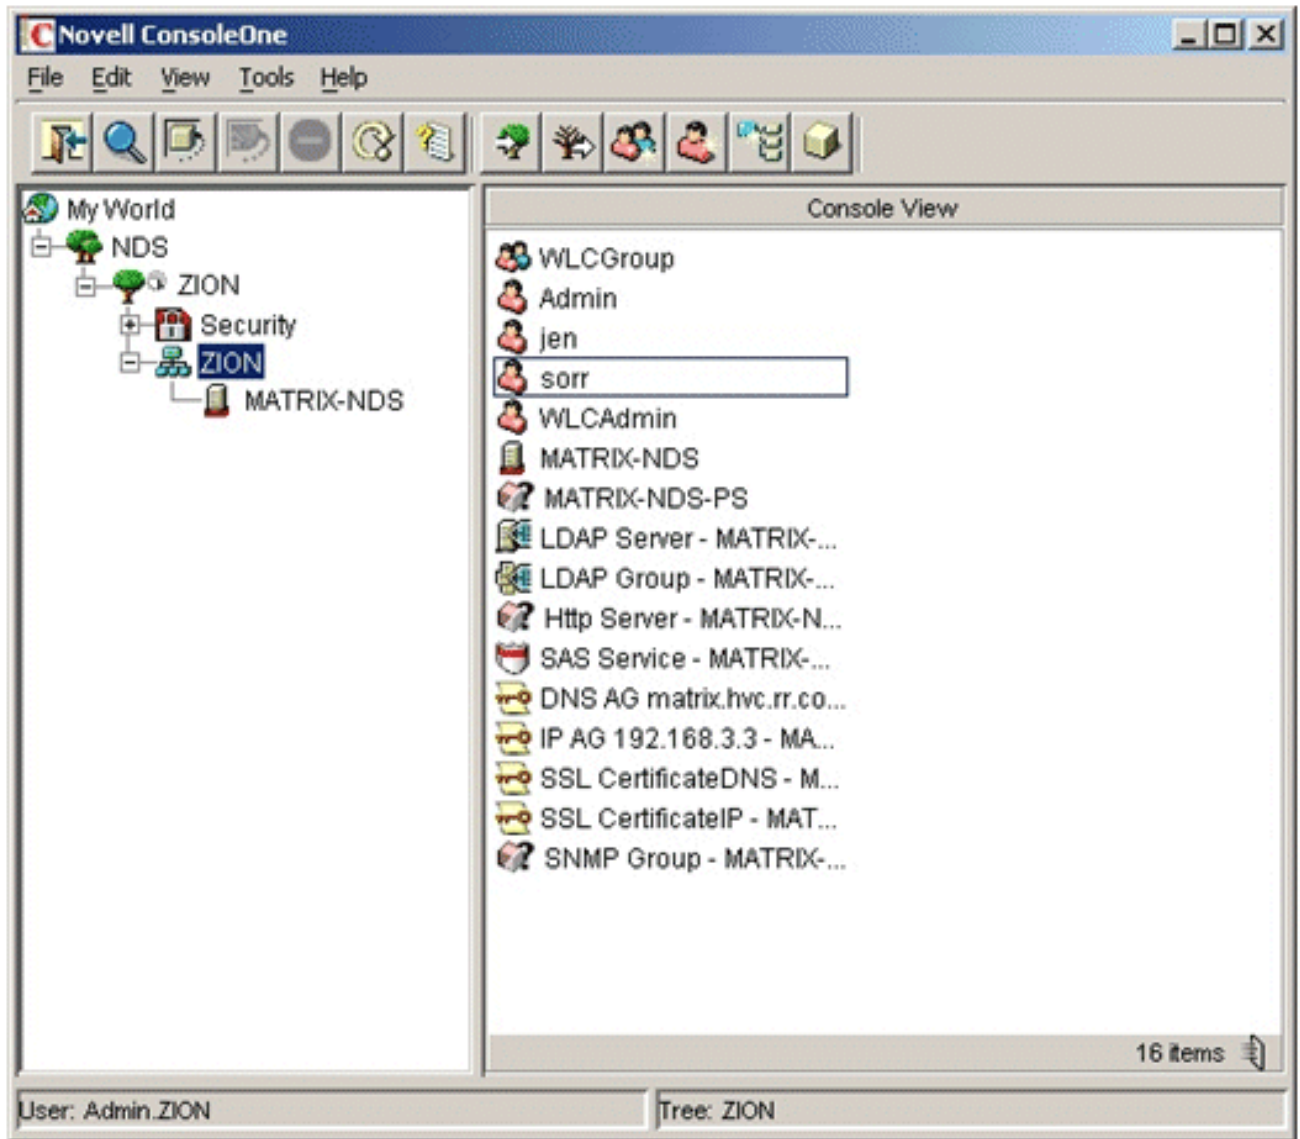 Novell ConsoleOne
File Edit View Tools Help
My World
NDS
ZION
Security
ZION
MATRIX-NDS
Console View
WLCGroup
Admin
jen
sorr
WLCAdmin
MATRIX-NDS
MATRIX-NDS-PS
LDAP Server - MATRIX-...
LDAP Group - MATRIX-...
Http Server - MATRIX-N...
SAS Service - MATRIX-...
DNS AG matrix.hvc.rr.co...
IP AG 192.168.3.3 - MA...
SSL CertificateDNS - M...
SSL CertificateIP - MAT...
SNMP Group - MATRIX-...
16 items
User: Admin.ZION
Tree: ZION